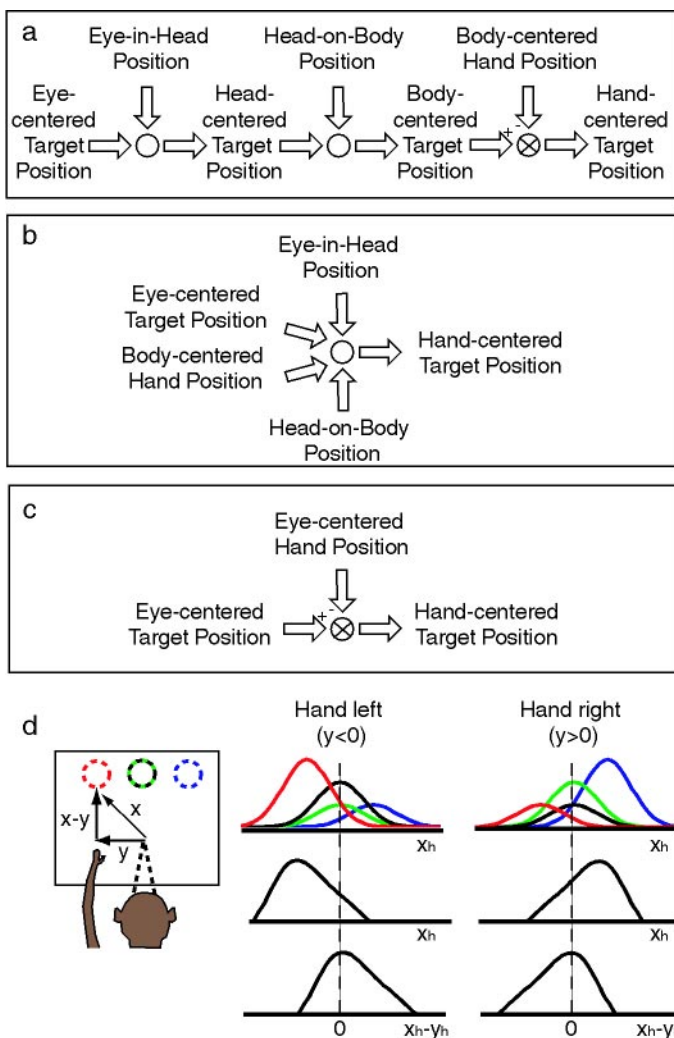 a
Eye-in-Head
Position
Head-on-Body
Position
Body-centered
Hand Position
Eye-
centered
Target
Position
Head-
centered
Target
Position
Body-
centered
Target
Position
+ -
Hand-
centered
Target
Position
b
Eye-in-Head
Position
Eye-centered
Target Position
Body-centered
Hand Position
Hand-centered
Target Position
Head-on-Body
Position
c
Eye-centered
Hand Position
Eye-centered
Target Position
+ -
Hand-centered
Target Position
d
Hand left
(y<0)
Hand right
(y>0)
x-y
x
y
xh
xh
xh
xh
0
xh-yh
0
xh-y